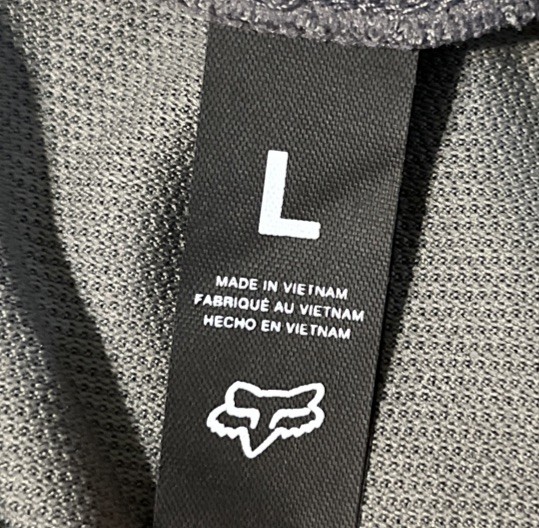 L
MADE IN VIETNAM
FABRIQUÉ AU VIETNAM
HECHO EN VIETNAM